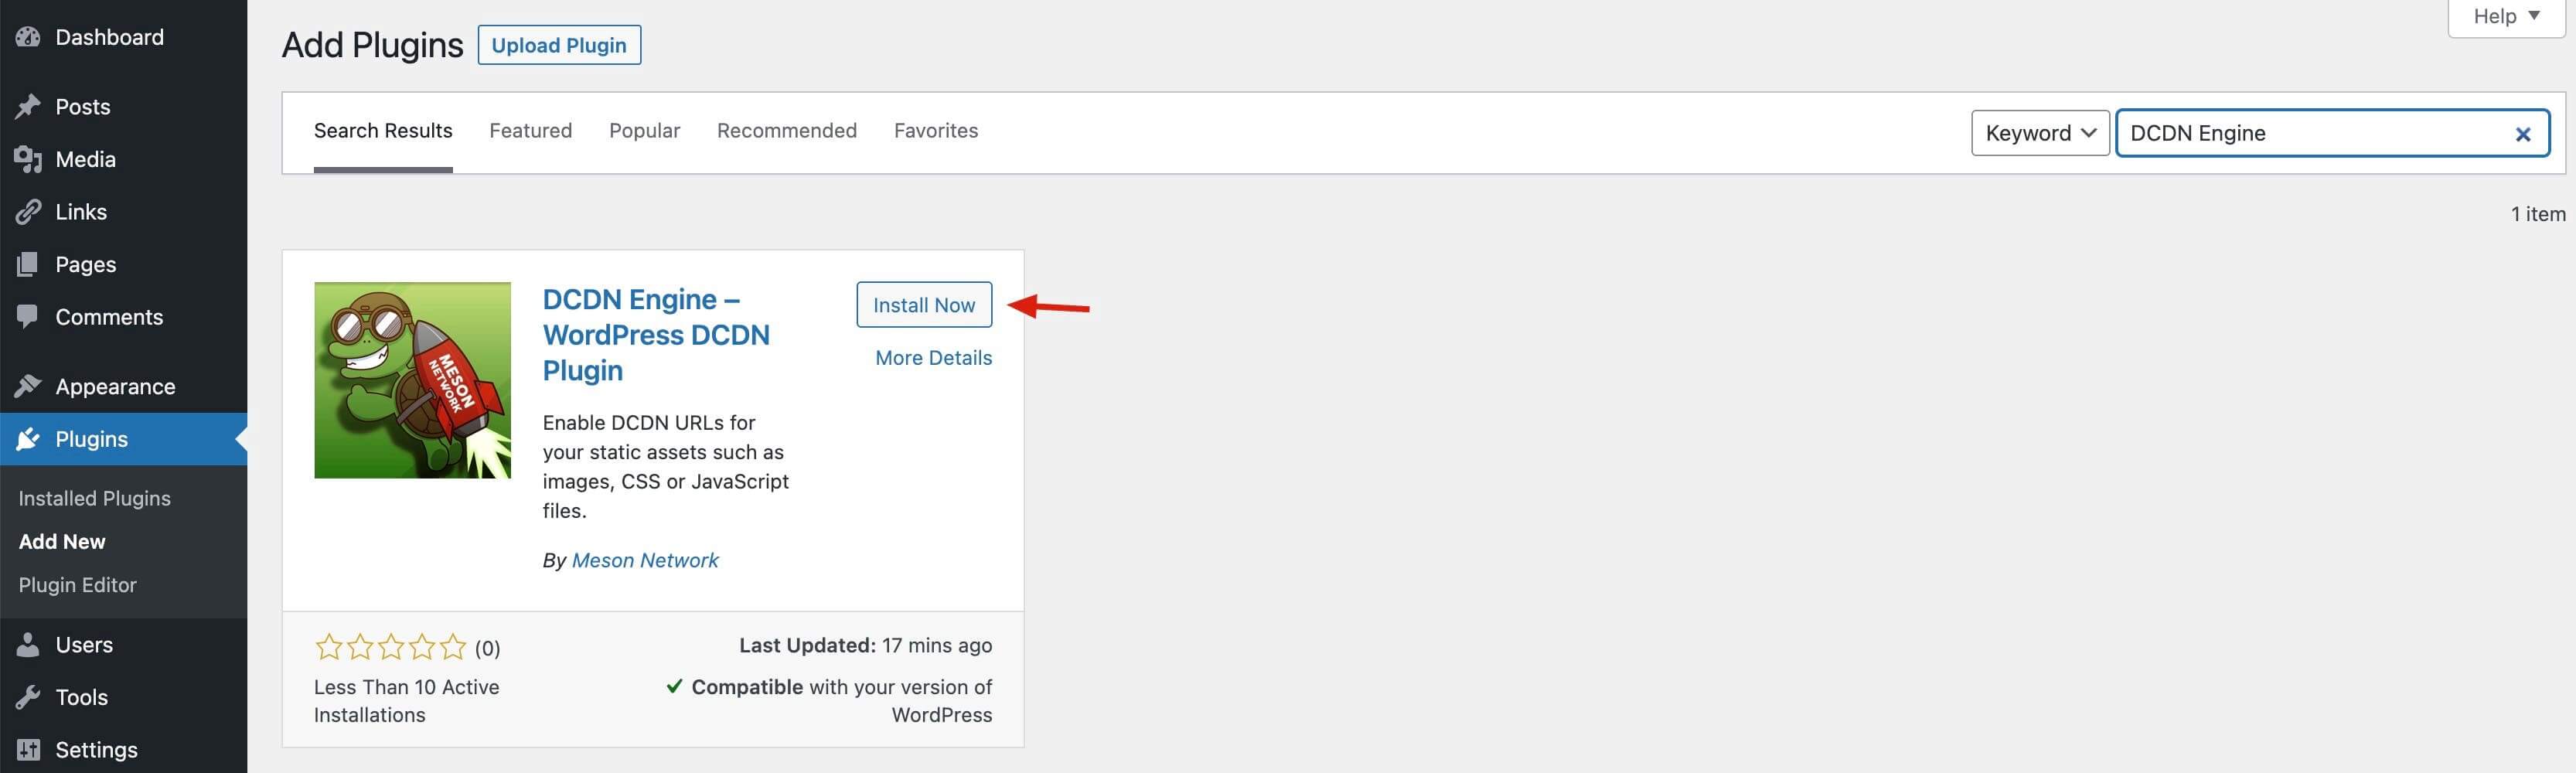 Dashboard
Posts
Media
Links
Pages
Comments
Appearance
Plugins
Installed Plugins
Add New
Plugin Editor
Users
Tools
Settings
Help
Add Plugins
Upload Plugin
Search Results Featured Popular Recommended Favorites
Keyword DCDN Engine
1 item
MESON
NETWORK
DCDN Engine –
WordPress DCDN
Plugin
Install Now
More Details
Enable DCDN URLs for
your static assets such as
images, CSS or JavaScript
files.
By Meson Network
(0)
Less Than 10 Active
Installations
Last Updated: 17 mins ago
Compatible with your version of
WordPress